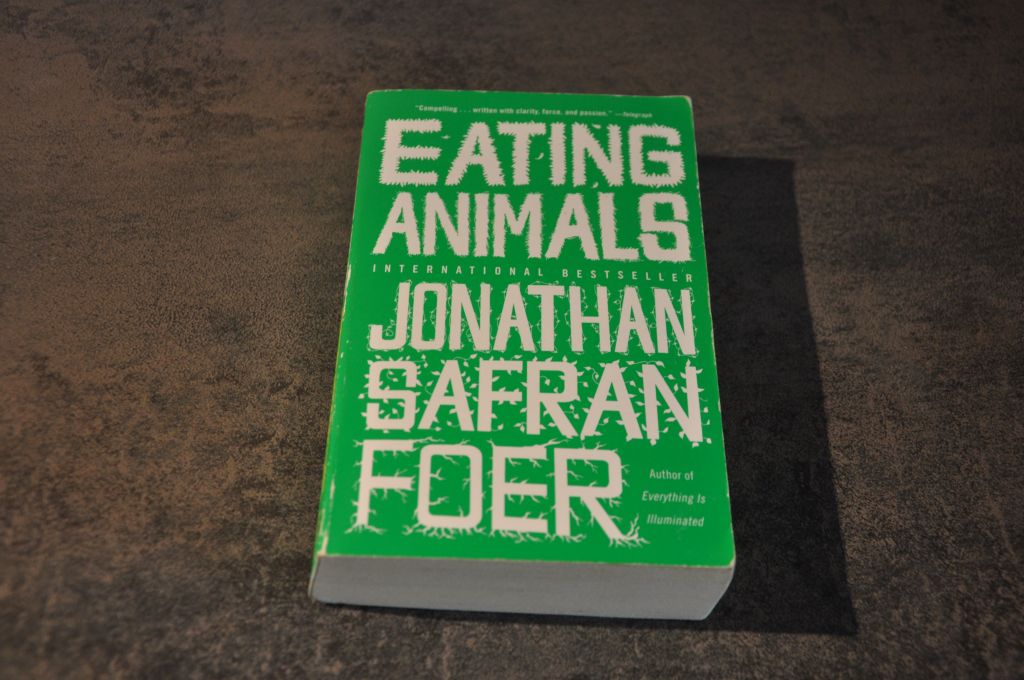 "Compelling . . . written with clarity, force, and passion." —Telegraph
EATING
ANIMALS
INTERNATIONAL BESTSELLER
JONATHAN
SAFRAN
FOER
Author of
Everything Is
Illuminated